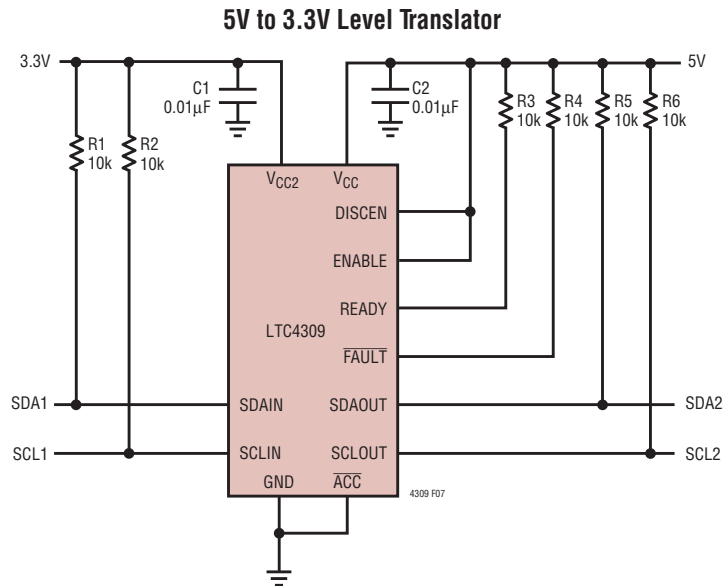 5V to 3.3V Level Translator
3.3V
5V
C1
0.01µF
C2
0.01µF
R1
10k
R2
10k
R3
10k
R4
10k
R5
10k
R6
10k
VCC2
VCC
DISCEN
ENABLE
READY
LTC4309
FAULT
SDA1
SDAIN
SDAOUT
SDA2
SCL1
SCLIN
SCLOUT
SCL2
GND
ACC
4309 F07